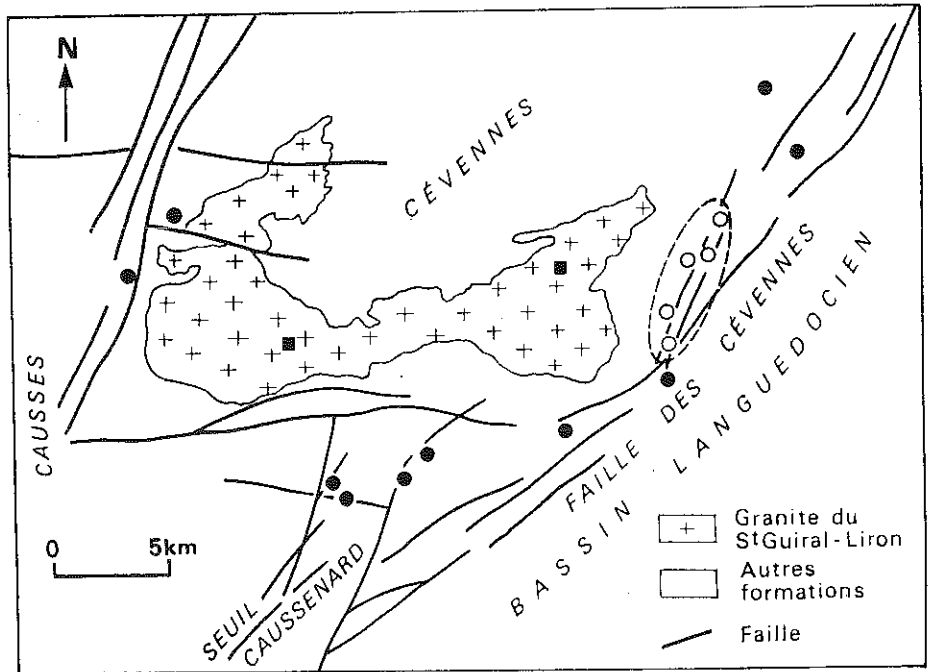 N
CÉVENNES
CAUSSES
0 5km
SEUIL
CAUSSENARD
FAILLE DES CÉVENNES
BASSIN LANGUEDOCIEN
Granite du
St Guiral-Liron
Autres
formations
Faille